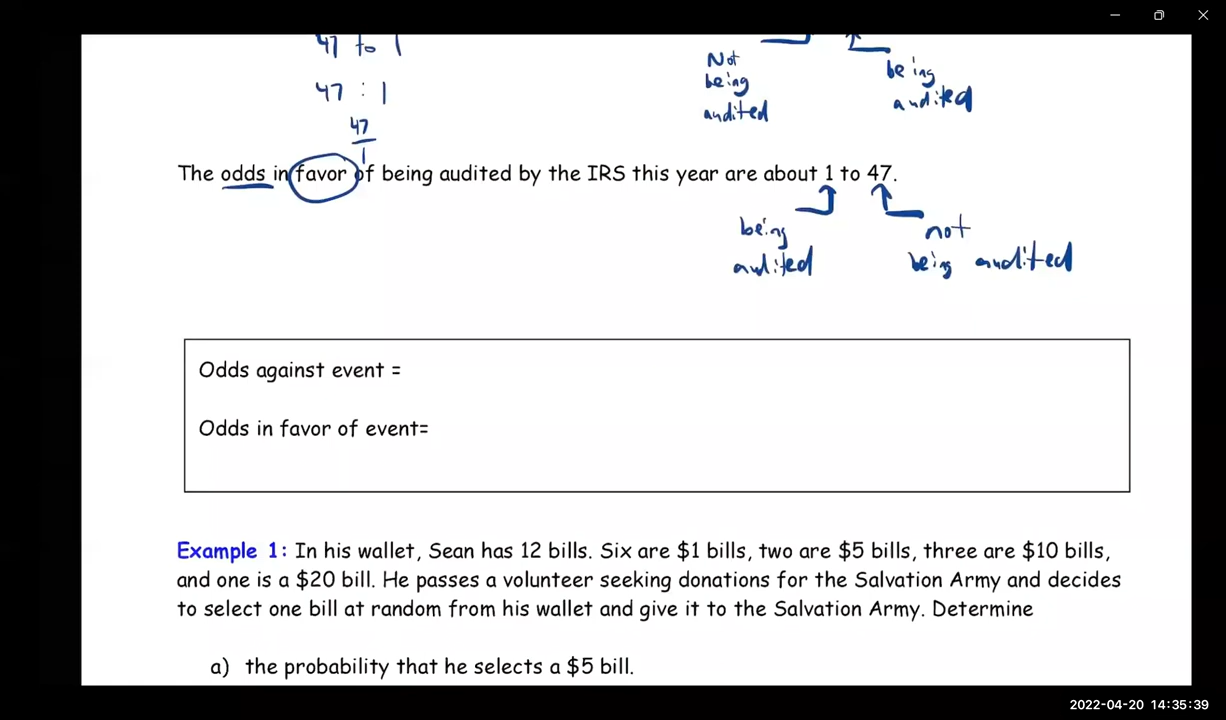 47 to 1
47 : 1
47
1
Not
being
audited
being
audited
The odds in favor of being audited by the IRS this year are about 1 to 47.
being
audited
not
being audited
Odds against event =
Odds in favor of event=
Example 1: In his wallet, Sean has 12 bills. Six are $1 bills, two are $5 bills, three are $10 bills,
and one is a $20 bill. He passes a volunteer seeking donations for the Salvation Army and decides
to select one bill at random from his wallet and give it to the Salvation Army. Determine
a) the probability that he selects a $5 bill.
2022-04-20 14:35:39